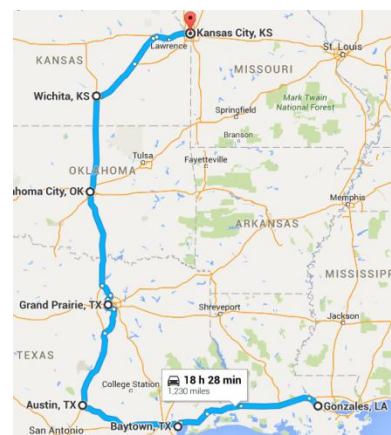 Kansas City, KS
Lawrence
St. Louis
KANSAS
MISSOURI
Wichita, KS
Mark Twain
National Forest
Springfield
Branson
Tulsa
Fayetteville
OKLAHOMA
ahoma City, OK
Memphis
ARKANSAS
MISSISSIPP
Grand Prairie, TX
Shreveport
Jackson
TEXAS
18 h 28 min
1,230 miles
College Station
Austin, TX
Gonzales, LA
Baytown, TX
San Antonio